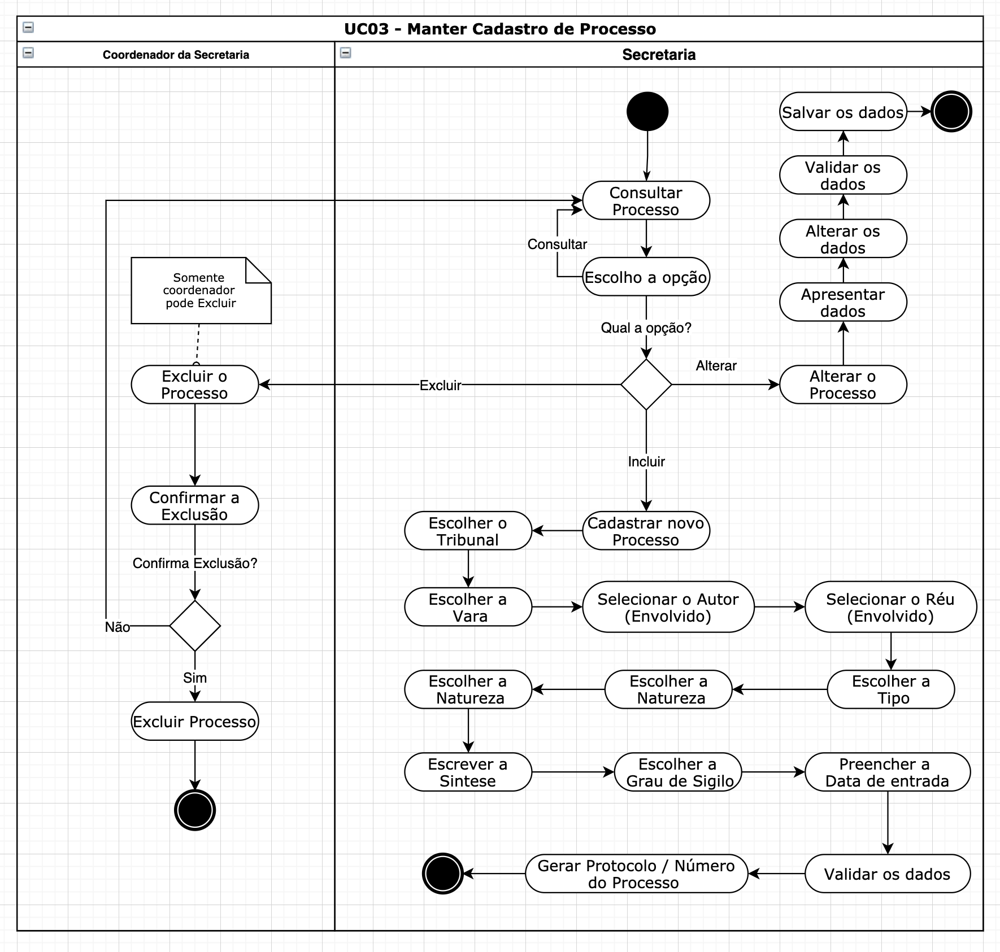 UC03 - Manter Cadastro de Processo
Coordenador da Secretaria
Secretaria
Salvar os dados
Validar os
dados
Consultar
Processo
Alterar os
dados
Consultar
Somente
coordenador
pode Excluir
Escolho a opção
Apresentar
dados
Qual a opção?
Excluir o
Processo
Excluir
Alterar
Alterar o
Processo
Incluir
Confirmar a
Exclusão
Escolher o
Tribunal
Cadastrar novo
Processo
Confirma Exclusão?
Escolher a
Vara
Selecionar o Autor
(Envolvido)
Selecionar o Réu
(Envolvido)
Não
Sim
Escolher a
Natureza
Escolher a
Natureza
Escolher a
Tipo
Excluir Processo
Escrever a
Sintese
Escolher a
Grau de Sigilo
Preencher a
Data de entrada
Gerar Protocolo / Número
do Processo
Validar os dados